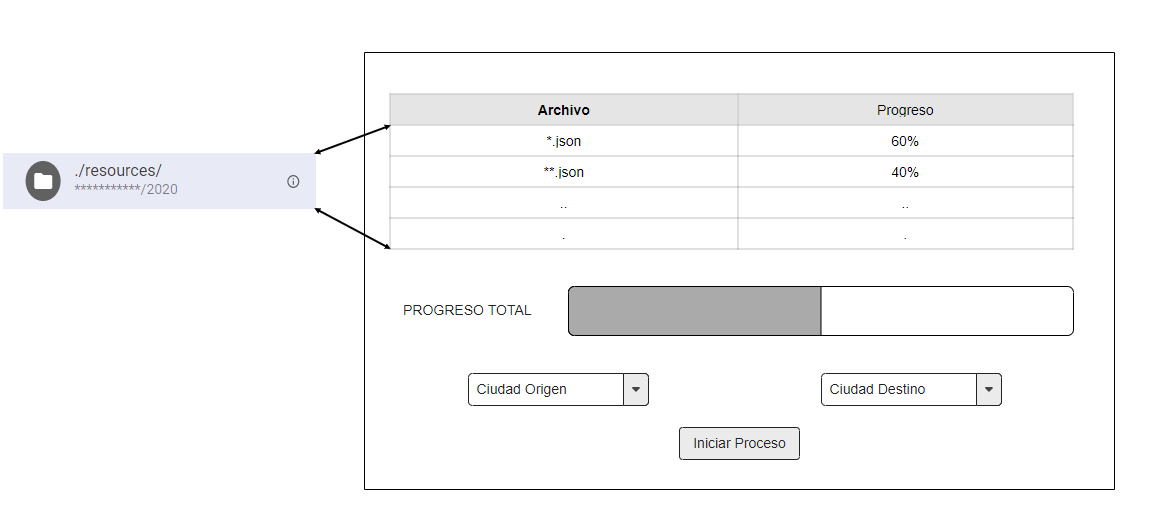 ./resources/
***********/2020
Archivo Progreso
*.json 60%
**.json 40%
.. ..
. .
PROGRESO TOTAL
Ciudad Origen Ciudad Destino
Iniciar Proceso